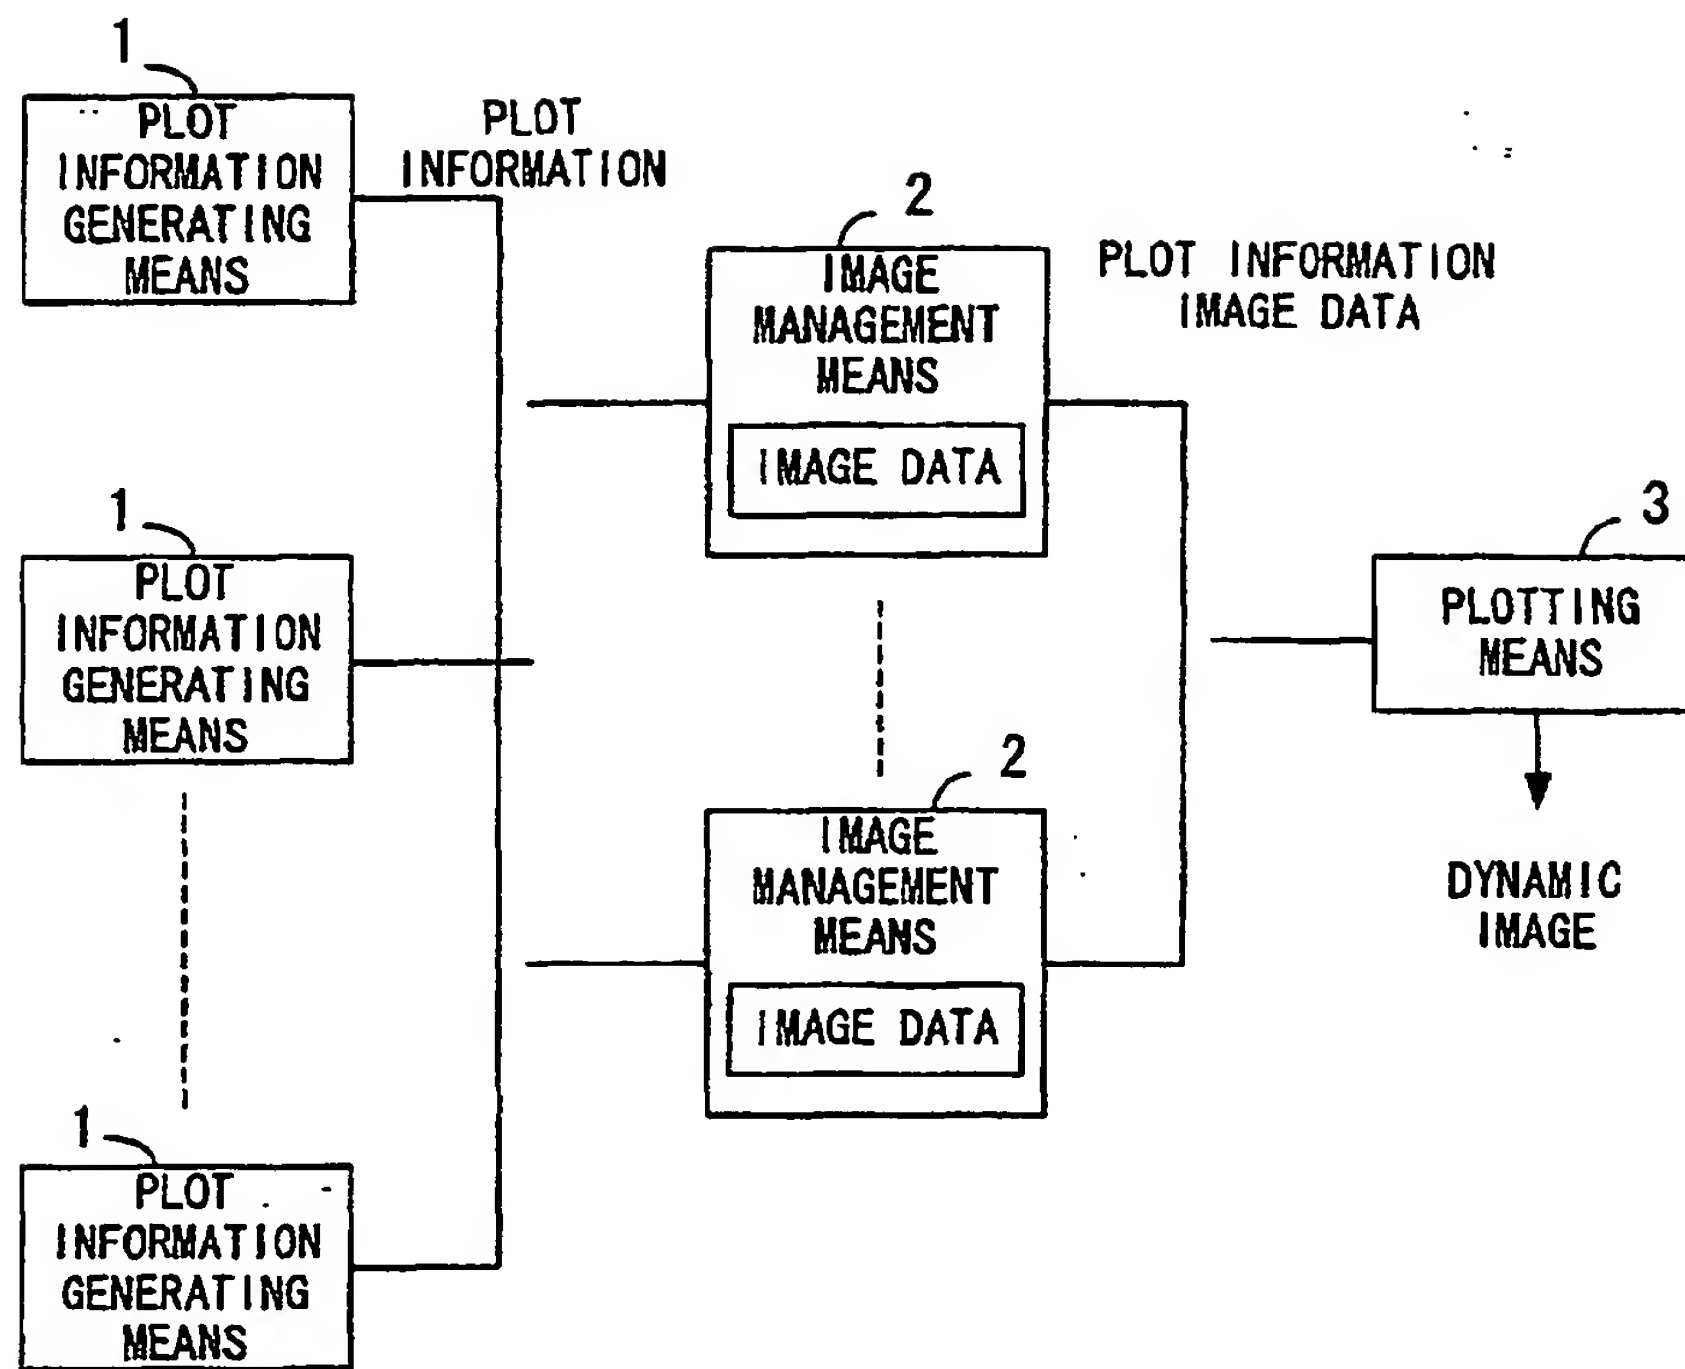 1
PLOT
INFORMATION
GENERATING
MEANS
PLOT
INFORMATION
2
IMAGE
MANAGEMENT
MEANS
IMAGE DATA
PLOT INFORMATION
IMAGE DATA
1
PLOT
INFORMATION
GENERATING
MEANS
3
PLOTTING
MEANS
2
IMAGE
MANAGEMENT
MEANS
IMAGE DATA
DYNAMIC
IMAGE
1
PLOT
INFORMATION
GENERATING
MEANS